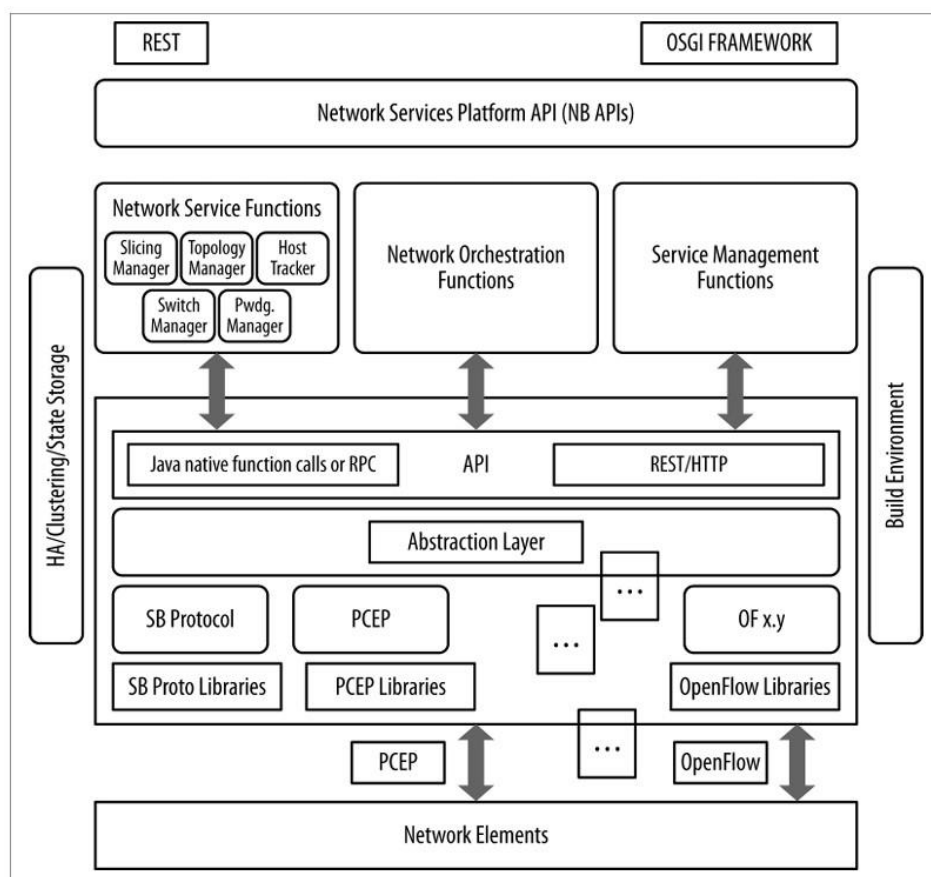 REST
OSGI FRAMEWORK
Network Services Platform API (NB APIs)
Network Service Functions
Slicing
Manager
Topology
Manager
Host
Tracker
Switch
Manager
Pwdg.
Manager
Network Orchestration
Functions
Service Management
Functions
HA/Clustering/State Storage
Build Environment
Java native function calls or RPC
API
REST/HTTP
Abstraction Layer
...
SB Protocol
PCEP
...
OF x.y
SB Proto Libraries
PCEP Libraries
OpenFlow Libraries
PCEP
...
OpenFlow
Network Elements